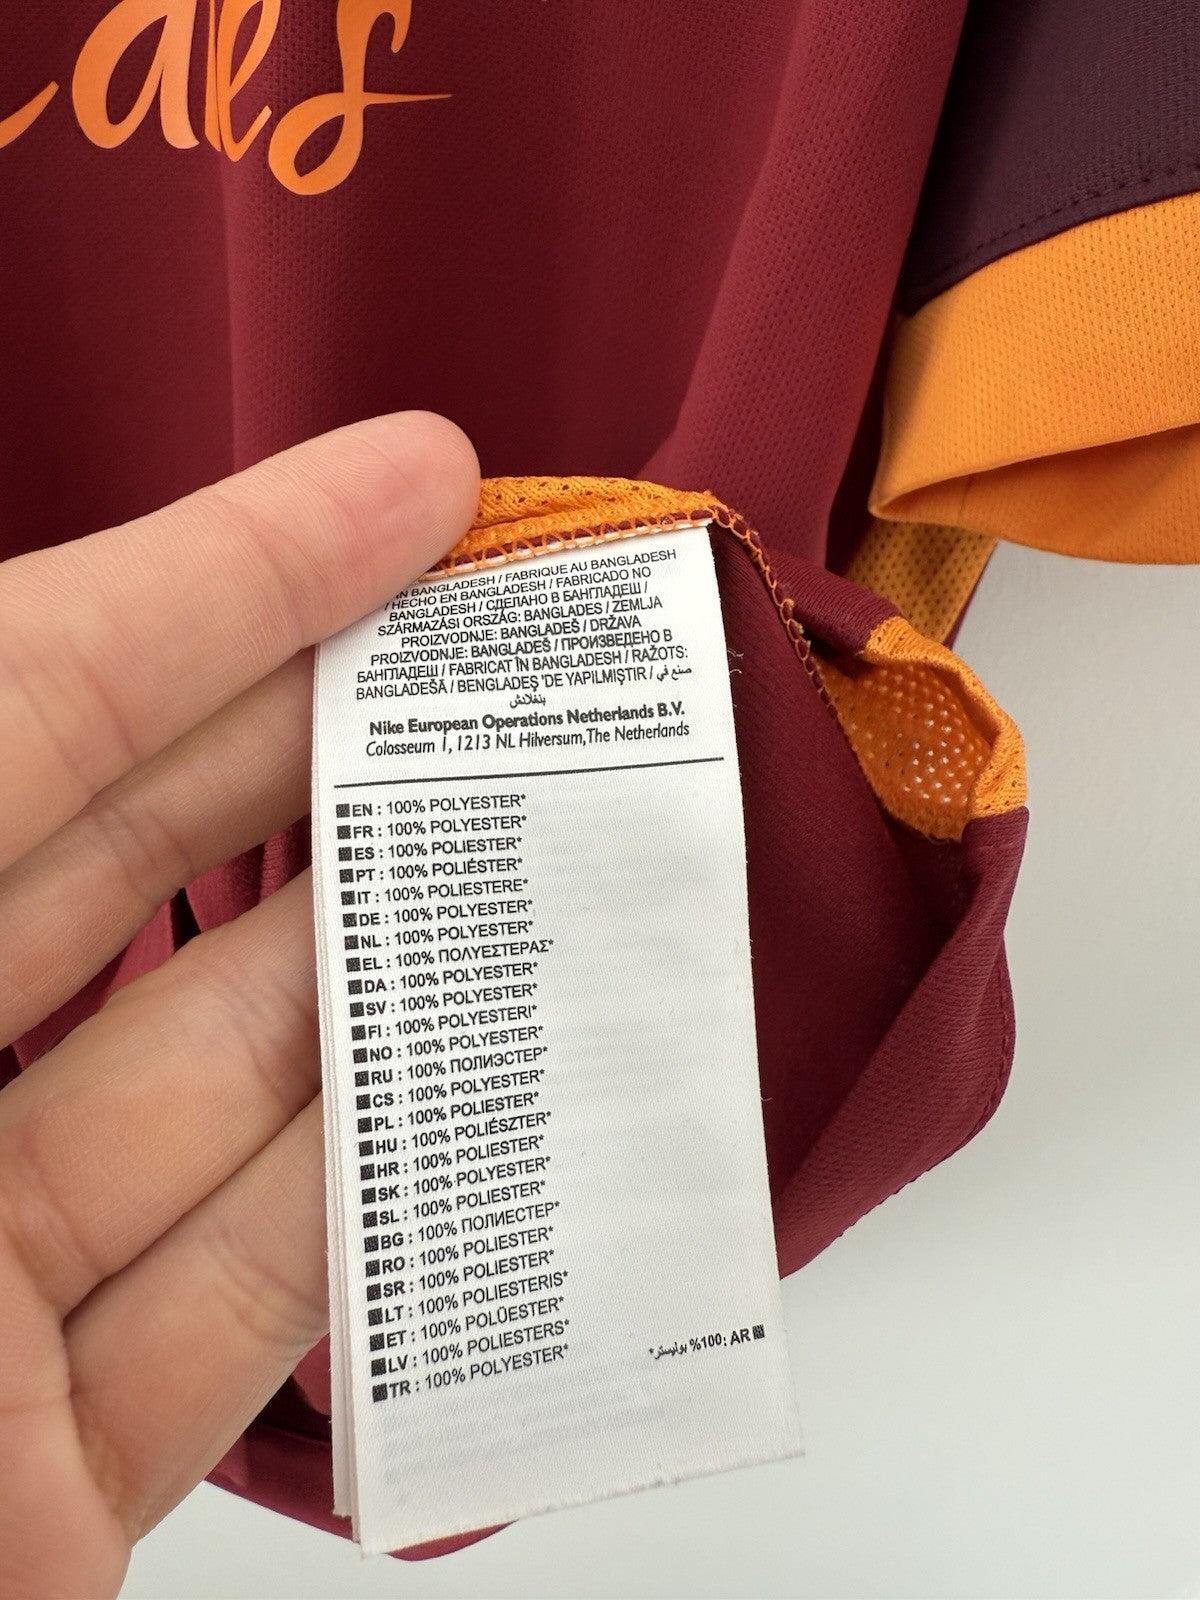 IN BANGLADESH / FABRIQUE AU BANGLADESH
/ HECHO EN BANGLADESH / FABRICADO NO
BANGLADESH / СДЕЛАНО В БАНГЛАДЕШ /
SZÁRMAZÁSI ORSZÁG: BANGLADES / ZEMLJA
PROIZVODNJE: BANGLADEŠ / DRŽAVA
PROIZVODNJE: BANGLADEŠ / ПРОИЗВЕДЕНО В
БАНГЛАДЕШ / FABRICAT ÎN BANGLADESH / RAŽOTS:
BANGLADEŠĀ / BENGLADEŞ 'DE YAPILMIŞTIR / صنع في
بنغلادش
Nike European Operations Netherlands B.V.
Colosseum 1, 1213 NL Hilversum, The Netherlands
EN : 100% POLYESTER*
FR : 100% POLYESTER*
ES : 100% POLIESTER*
PT : 100% POLIÉSTER*
IT : 100% POLIESTERE*
DE : 100% POLYESTER*
NL : 100% POLYESTER*
EL : 100% ΠΟΛΥΕΣΤΕΡΑΣ*
DA : 100% POLYESTER*
SV : 100% POLYESTER*
FI : 100% POLYESTERI*
NO : 100% POLYESTER*
RU : 100% ПОЛИЭСТЕР*
CS : 100% POLYESTER*
PL : 100% POLIESTER*
HU : 100% POLIÉSZTER*
HR : 100% POLIESTER*
SK : 100% POLYESTER*
SL : 100% POLIESTER*
BG : 100% ПОЛИЕСТЕР*
RO : 100% POLIESTER*
SR : 100% POLIESTER*
LT : 100% POLIESTERIS*
ET : 100% POLÜESTER*
LV : 100% POLIESTERS*
TR : 100% POLYESTER*
AR :100% بوليستر*